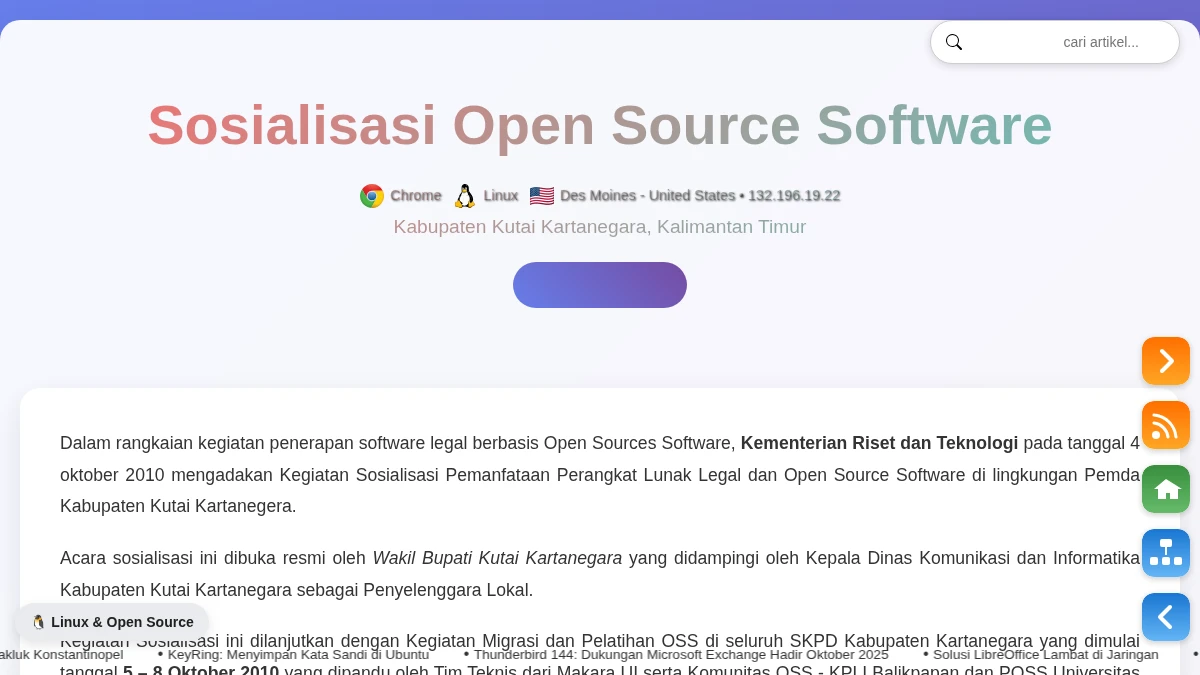 cari artikel...
Sosialisasi Open Source Software
Chrome Linux Des Moines - United States • 132.196.19.22
Kabupaten Kutai Kartanegara, Kalimantan Timur
Dalam rangkaian kegiatan penerapan software legal berbasis Open Sources Software, Kementerian Riset dan Teknologi pada tanggal 4
oktober 2010 mengadakan Kegiatan Sosialisasi Pemanfataan Perangkat Lunak Legal dan Open Source Software di lingkungan Pemda
Kabupaten Kutai Kartanegera.
Acara sosialisasi ini dibuka resmi oleh Wakil Bupati Kutai Kartanegara yang didampingi oleh Kepala Dinas Komunikasi dan Informatika
Kabupaten Kutai Kartanegara sebagai Penyelenggara Lokal.
Linux & Open Source
Kegiatan Sosialisasi ini dilanjutkan dengan Kegiatan Migrasi dan Pelatihan OSS di seluruh SKPD Kabupaten Kartanegara yang dimulai
akluk Konstantinopel • KeyRing: Menyimpan Kata Sandi di Ubuntu • Thunderbird 144: Dukungan Microsoft Exchange Hadir Oktober 2025 • Solusi LibreOffice Lambat di Jaringan •
tanggal 5 – 8 Oktober 2010 yang dipandu oleh Tim Teknis dari Makara UI serta Komunitas OSS - KPLI Balikpapan dan POSS Universitas